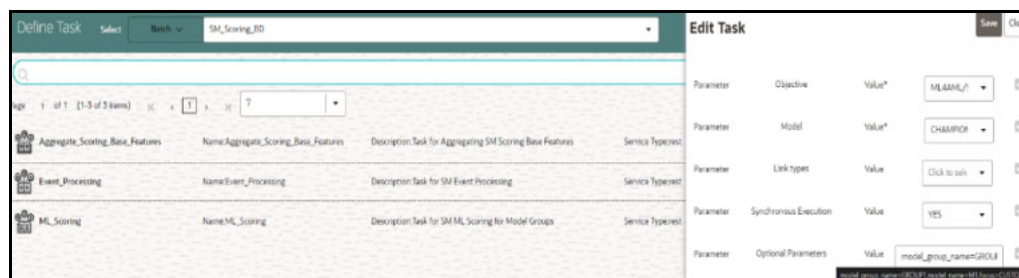 Define Task Select Batch SM_Scoring_BD
Edit Task
Save
of 1 (1-3 of 3 items) 1 7
Parameter Objective Value* ML4AML/
Parameter Model Value* CHAMPION
Aggregate_Scoring_Base_Features Name:Aggregate_Scoring_Base_Features Description:Task for Aggregating SM Scoring Base Features Service Type:rest
Event_Processing Name:Event_Processing Description:Task for SM Event Processing Service Type:rest
Parameter Link types Value Click to sele
ML_Scoring Name:ML_Scoring Description:Task for SM ML Scoring for Model Groups Service Type:rest
Parameter Synchronous Execution Value YES
Parameter Optional Parameters Value model_group_name=GROUP